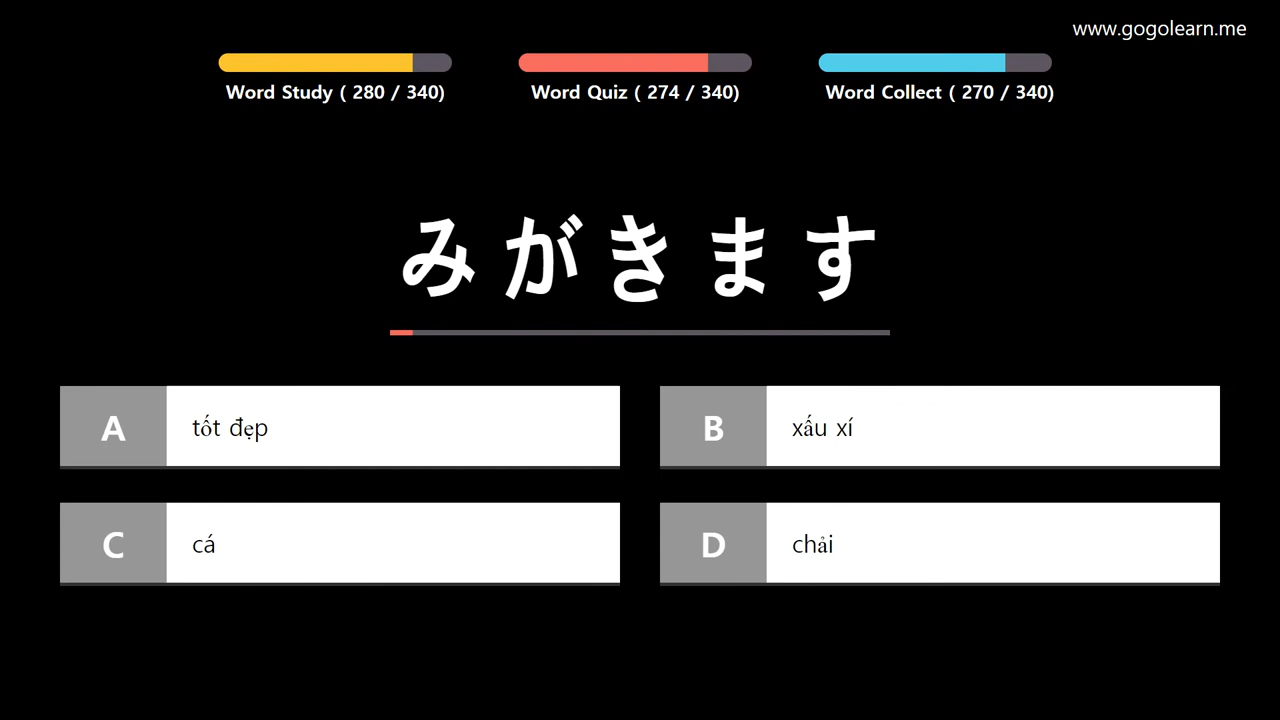 www.gogolearn.me
Word Study ( 280 / 340)
Word Quiz ( 274 / 340)
Word Collect ( 270 / 340)
みがきます
A
tốt đẹp
B
xấu xí
C
cá
D
chải